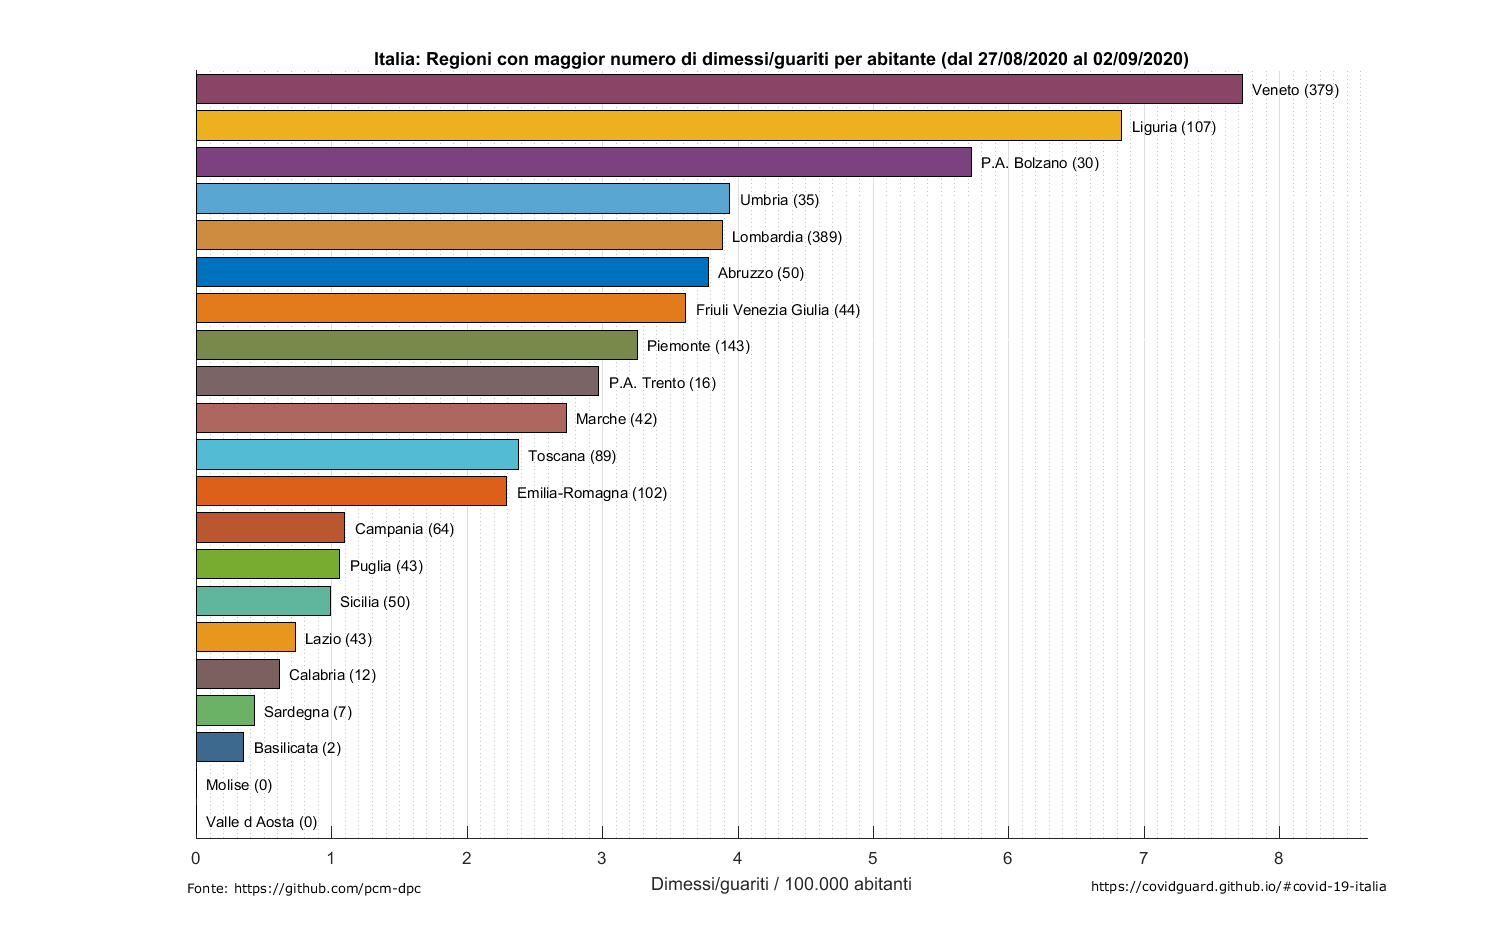 Italia: Regioni con maggior numero di dimessi/guariti per abitante (dal 27/08/2020 al 02/09/2020)
Veneto (379)
Liguria (107)
P.A. Bolzano (30)
Umbria (35)
Lombardia (389)
Abruzzo (50)
Friuli Venezia Giulia (44)
Piemonte (143)
P.A. Trento (16)
Marche (42)
Toscana (89)
Emilia-Romagna (102)
Campania (64)
Puglia (43)
Sicilia (50)
Lazio (43)
Calabria (12)
Sardegna (7)
Basilicata (2)
Molise (0)
Valle d Aosta (0)
0 1 2 3 4 5 6 7 8
Dimessi/guariti / 100.000 abitanti
Fonte: https://github.com/pcm-dpc
https://covidguard.github.io/#covid-19-italia